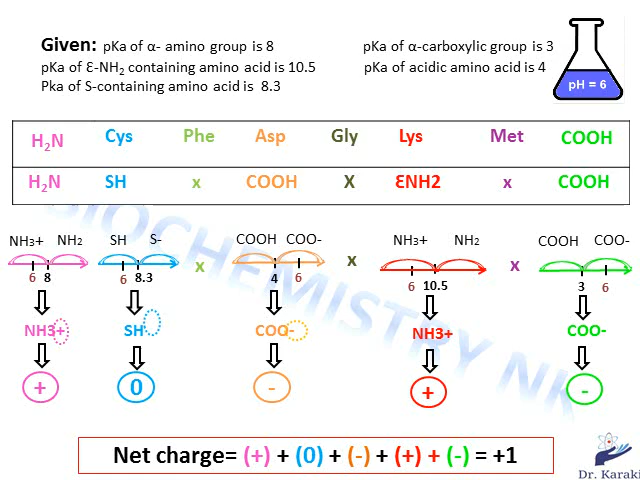 Given: pKa of α- amino group is 8 pKa of α-carboxylic group is 3
pKa of Ɛ-NH2 containing amino acid is 10.5 pKa of acidic amino acid is 4
Pka of S-containing amino acid is 8.3
pH = 6
H2N Cys Phe Asp Gly Lys Met COOH
H2N SH x COOH X ƐNH2 x COOH
NH3+ NH2 SH S- COOH COO- NH3+ NH2 COOH COO-
x x x
6 8 6 8.3 4 6 6 10.5 3 6
NH3+ SH COO- NH3+ COO-
+ 0 - + -
Net charge= (+) + (0) + (-) + (+) + (-) = +1
BIOCHEMISTRY NK
Dr. Karaki